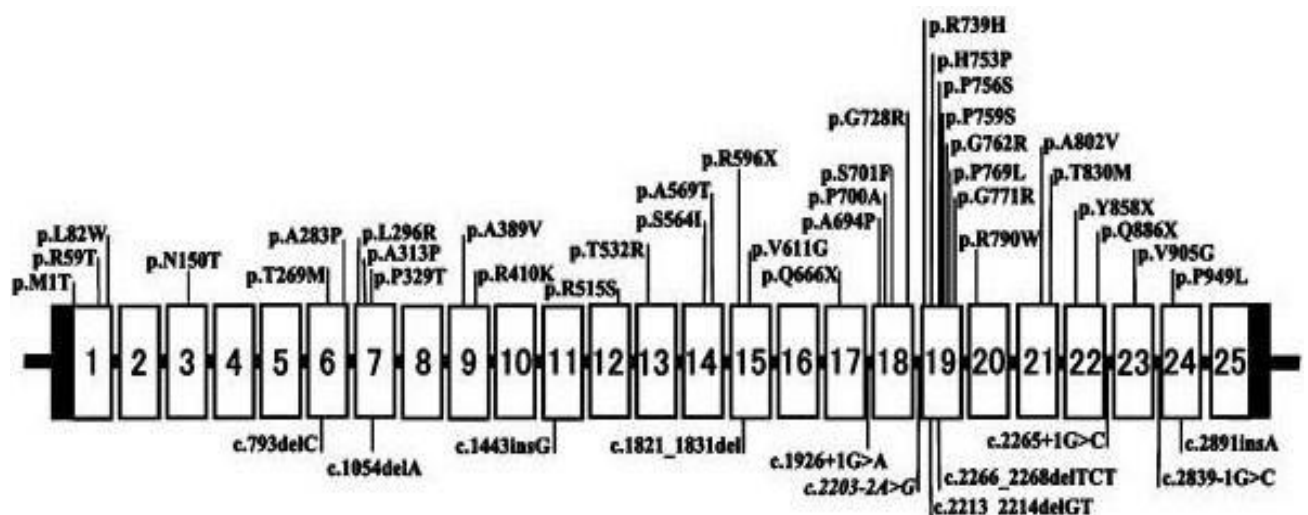 p.R739H
p.H753P
p.P756S
p.G728R
p.P759S
p.G762R
p.A802V
p.R596X
p.S701F
p.P769L
p.T830M
p.A569T
p.P700A
p.G771R
p.S564I
p.A694P
p.Y858X
p.L82W
p.A283P
p.L296R
p.A389V
p.Q886X
p.R59T
p.N150T
p.A313P
p.T532R
p.V611G
p.R790W
p.V905G
p.M1T
p.T269M
p.P329T
p.R410K
p.R515S
p.Q666X
p.P949L
1 2 3 4 5 6 7 8 9 10 11 12 13 14 15 16 17 18 19 20 21 22 23 24 25
c.793delC
c.1443insG
c.1821_1831del
c.2265+1G>C
c.2891insA
c.1054delA
c.1926+1G>A
c.2203-2A>G
c.2266_2268delTCT
c.2839-1G>C
c.2213_2214delGT